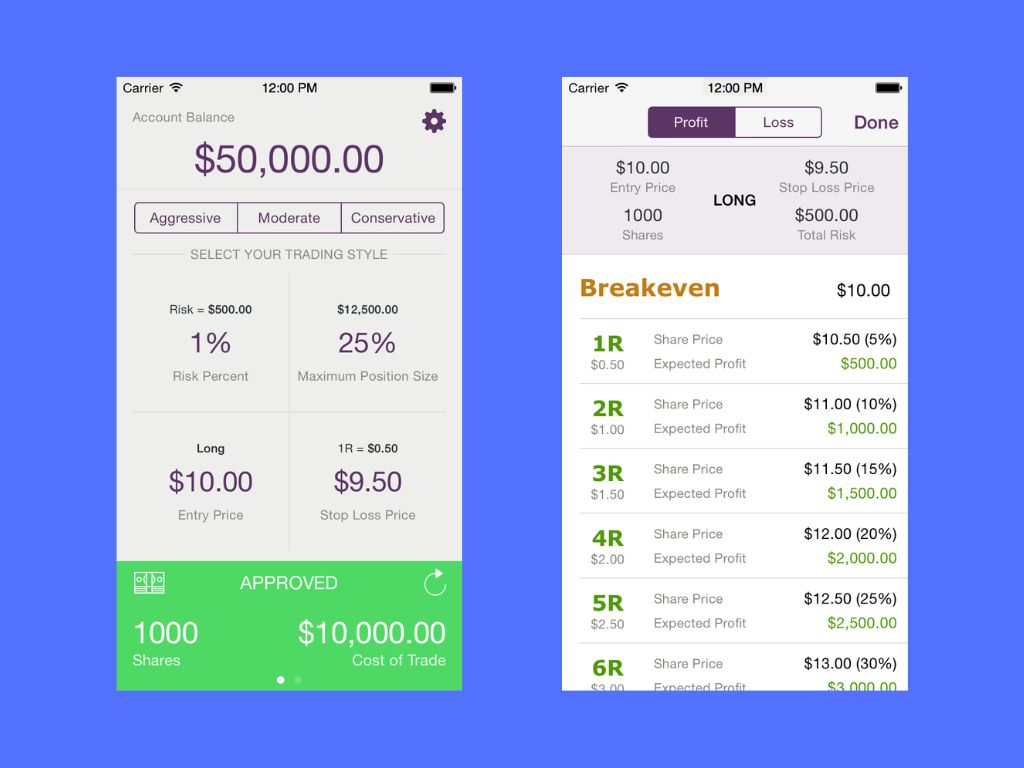 Carrier 12:00 PM
Account Balance
$50,000.00
Aggressive Moderate Conservative
SELECT YOUR TRADING STYLE
Risk = $500.00 $12,500.00
1% 25%
Risk Percent Maximum Position Size
Long 1R = $0.50
$10.00 $9.50
Entry Price Stop Loss Price
APPROVED
1000 $10,000.00
Shares Cost of Trade
Carrier 12:00 PM
Profit Loss Done
$10.00 $9.50
Entry Price Stop Loss Price
LONG
1000 $500.00
Shares Total Risk
Breakeven $10.00
1R Share Price $10.50 (5%)
$0.50 Expected Profit $500.00
2R Share Price $11.00 (10%)
$1.00 Expected Profit $1,000.00
3R Share Price $11.50 (15%)
$1.50 Expected Profit $1,500.00
4R Share Price $12.00 (20%)
$2.00 Expected Profit $2,000.00
5R Share Price $12.50 (25%)
$2.50 Expected Profit $2,500.00
6R Share Price $13.00 (30%)
$3.00 Expected Profit $3,000.00